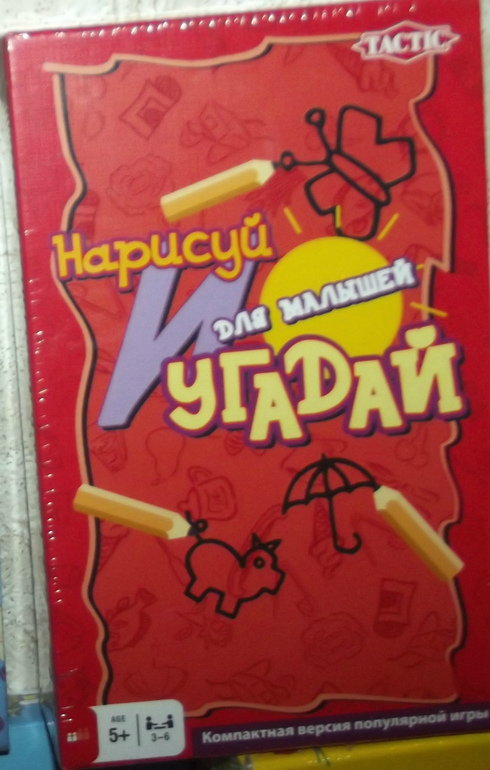 TACTIC
Нарисуй
И
для малышей
угадай
AGE
5+
3-6
Компактная версия популярной игры